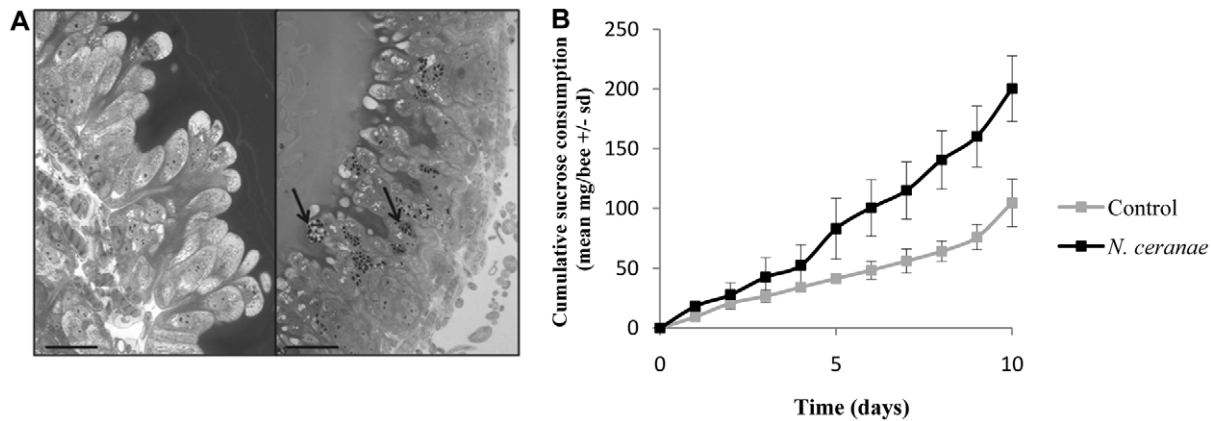 A
B
Cumulative sucrose consumption
(mean mg/bee +/- sd)
250
200
150
100
50
0
0
5
10
Time (days)
Control
N. ceranae